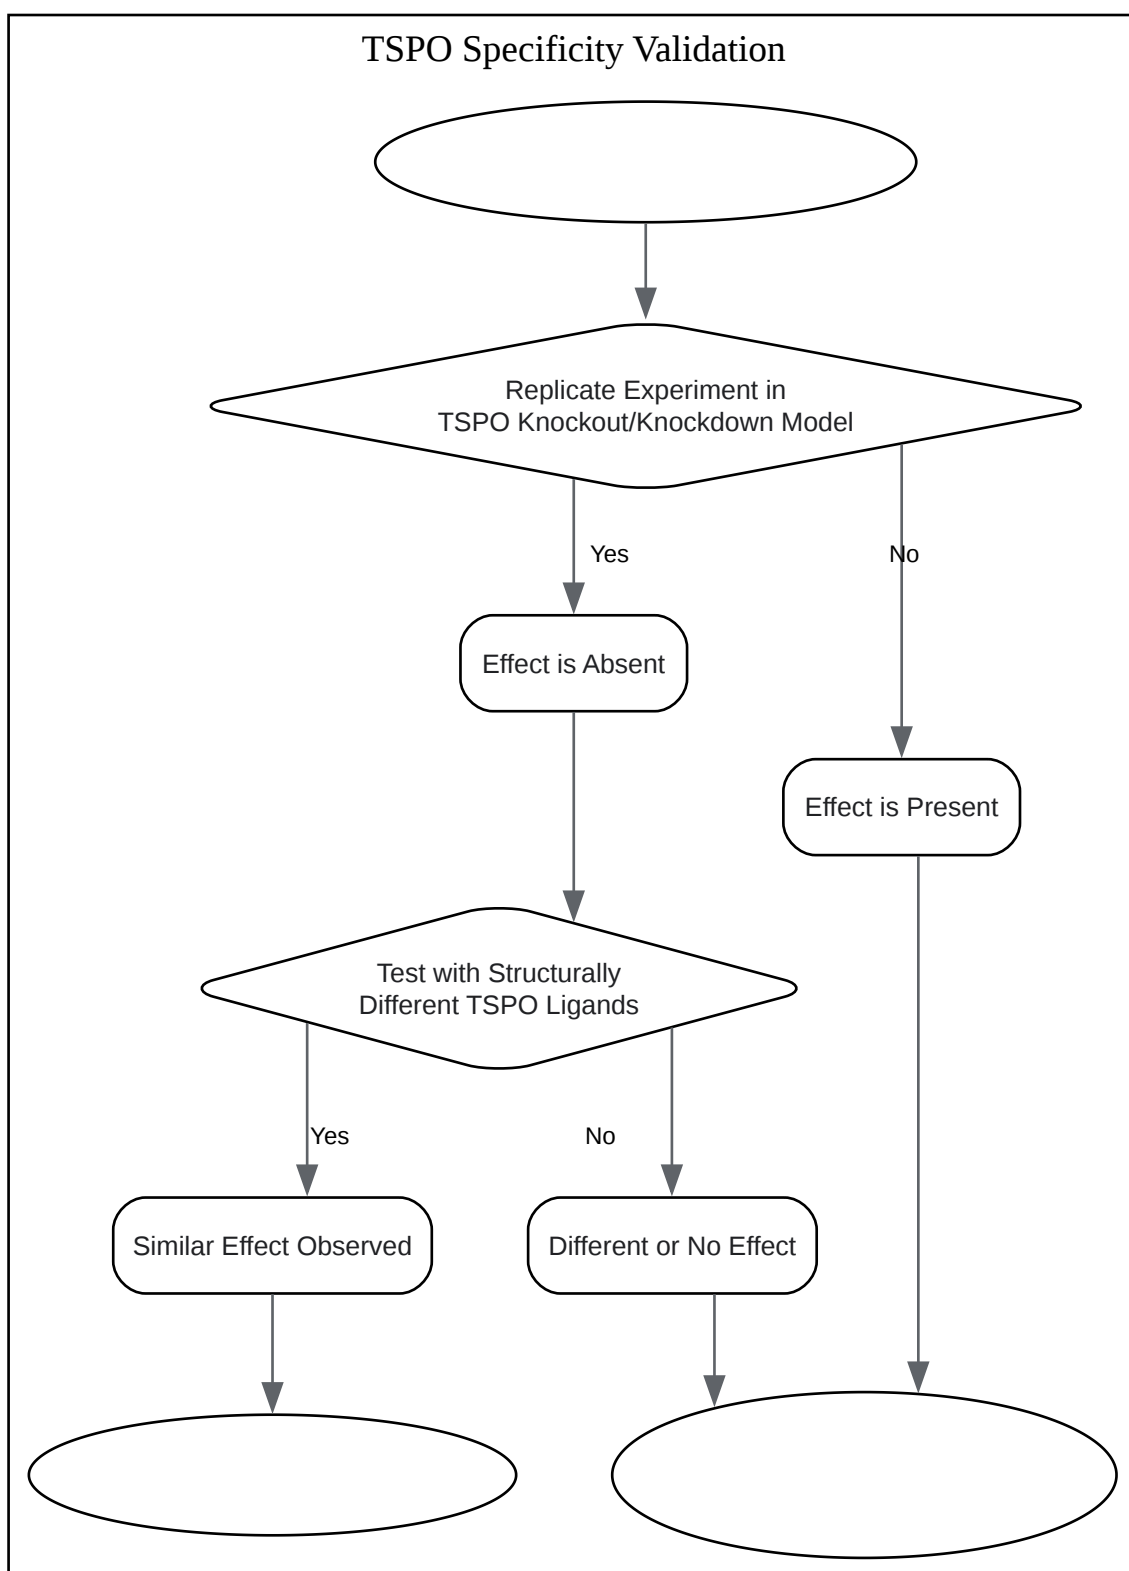 TSPO Specificity Validation
Replicate Experiment in
TSPO Knockout/Knockdown Model
Yes
No
Effect is Absent
Effect is Present
Test with Structurally
Different TSPO Ligands
Yes
No
Similar Effect Observed
Different or No Effect